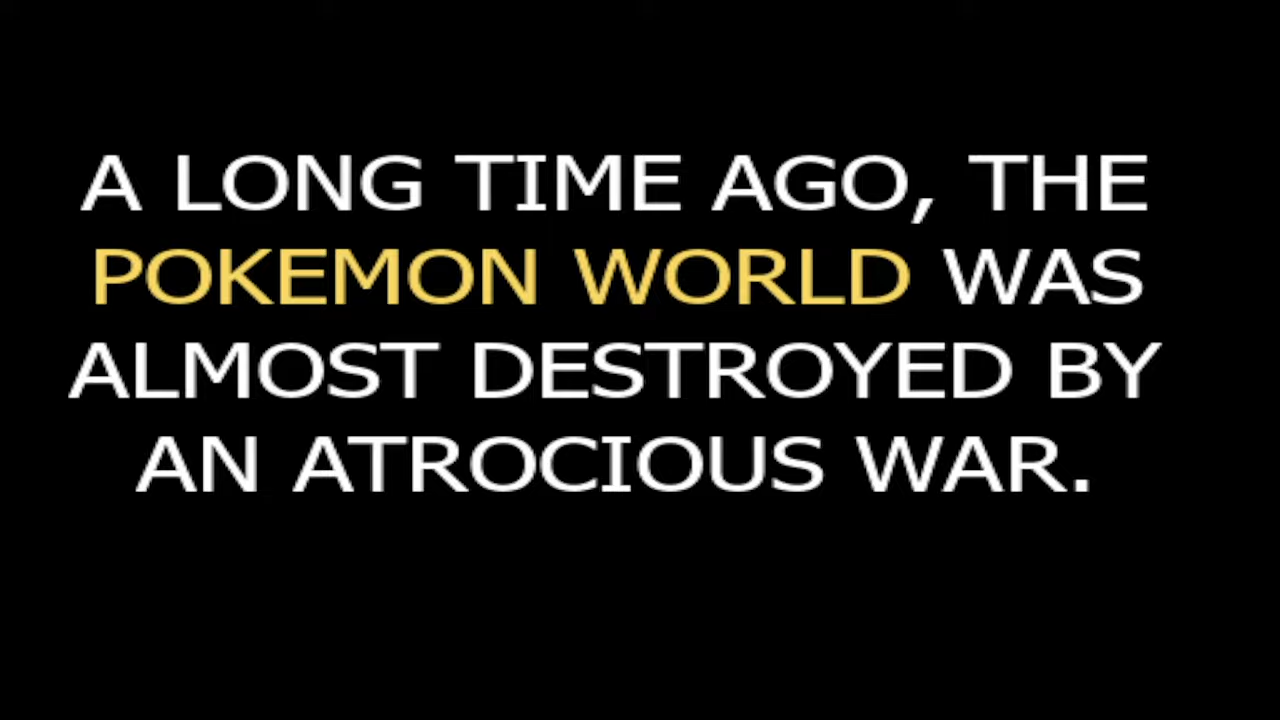 A LONG TIME AGO, THE
POKEMON WORLD WAS
ALMOST DESTROYED BY
AN ATROCIOUS WAR.